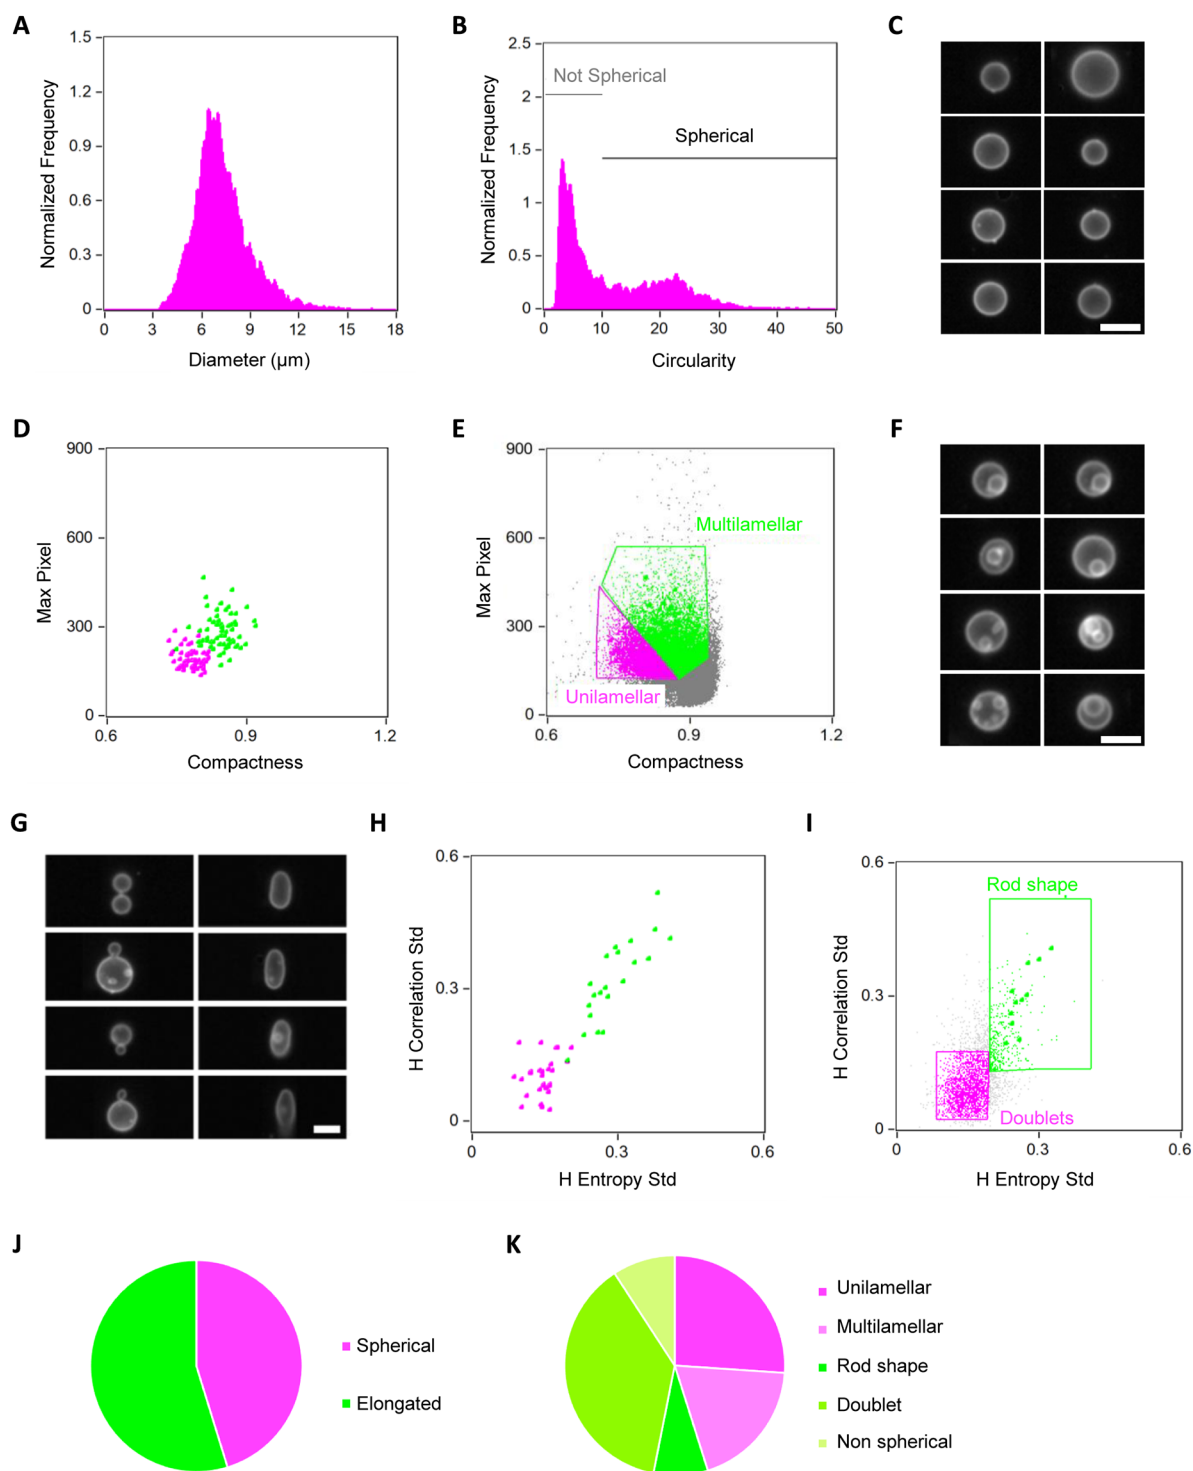 A
B
C
1.5
1.2
0.9
0.6
0.3
0
Normalized Frequency
0 3 6 9 12 15 18
Diameter (µm)
2.5
2
1.5
1
0.5
0
Normalized Frequency
Not Spherical
Spherical
0 10 20 30 40 50
Circularity
D
E
F
900
600
300
0
Max Pixel
0.6 0.9 1.2
Compactness
900
600
300
0
Max Pixel
Multilamellar
Unilamellar
0.6 0.9 1.2
Compactness
G
H
I
0.6
0.3
0
H Correlation Std
0 0.3 0.6
H Entropy Std
0.6
0.3
0
H Correlation Std
Rod shape
Doublets
0 0.3 0.6
H Entropy Std
J
K
Spherical
Elongated
Unilamellar
Multilamellar
Rod shape
Doublet
Non spherical